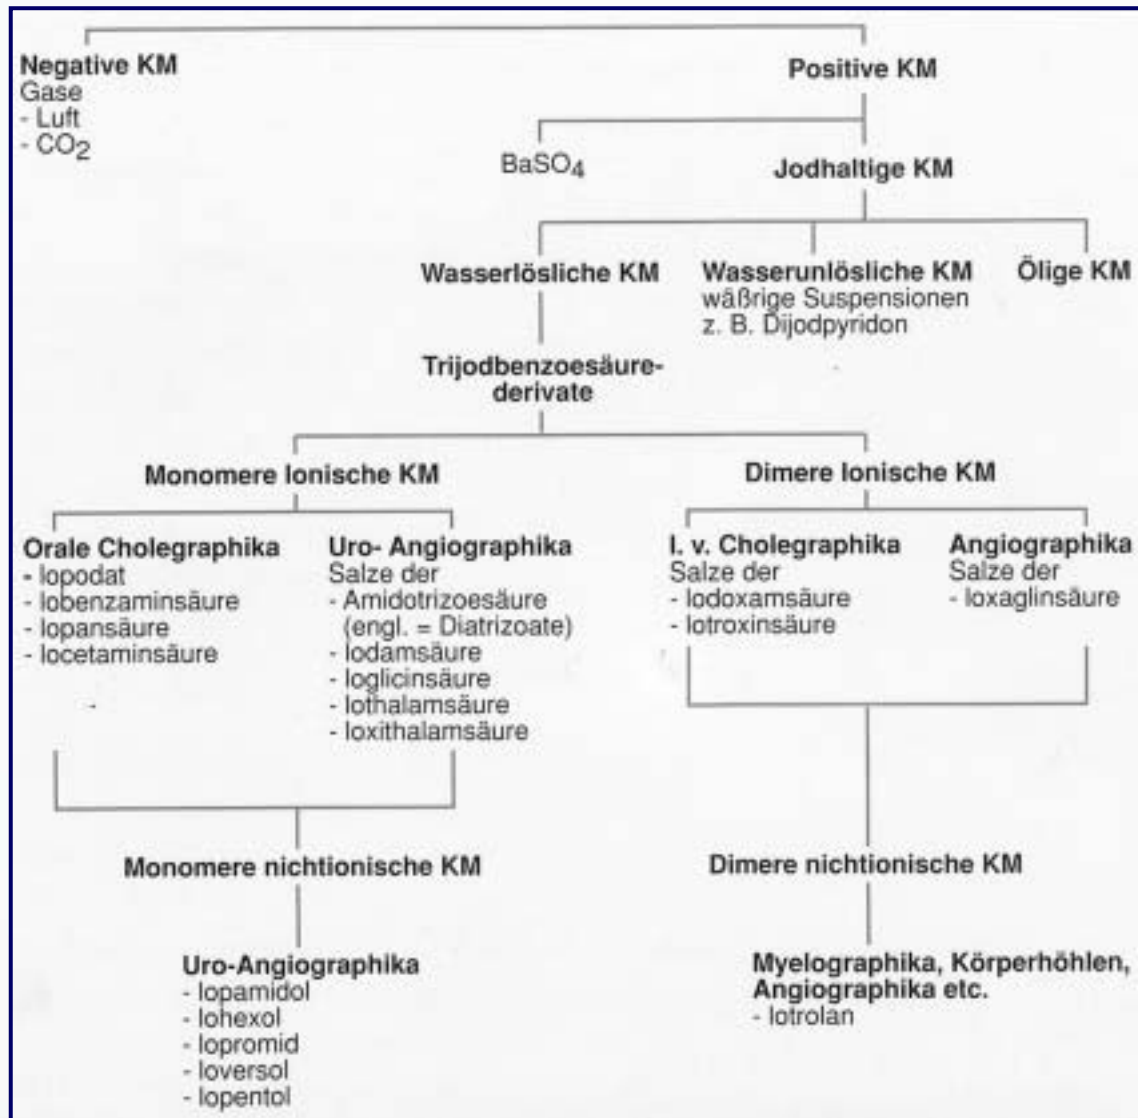 Negative KM
Gase
- Luft
- CO2
Positive KM
BaSO4
Jodhaltige KM
Wasserlösliche KM
Wasserunlösliche KM
wäßrige Suspensionen
z. B. Dijodpyridon
Ölige KM
Trijodbenzoesäure-
derivate
Monomere Ionische KM
Dimere Ionische KM
Orale Cholegraphika
- Iopodat
- Iobenzaminsäure
- Iopansäure
- Iocetaminsäure
Uro- Angiographika
Salze der
- Amidotrizoesäure
(engl. = Diatrizoate)
- Iodamsäure
- Ioglicinsäure
- Iothalamsäure
- Ioxithalamsäure
I. v. Cholegraphika
Salze der
- Iodoxamsäure
- Iotroxinsäure
Angiographika
Salze der
- Ioxaglinsäure
Monomere nichtionische KM
Dimere nichtionische KM
Uro-Angiographika
- Iopamidol
- Iohexol
- Iopromid
- Ioversol
- Iopentol
Myelographika, Körperhöhlen,
Angiographika etc.
- Iotrolan